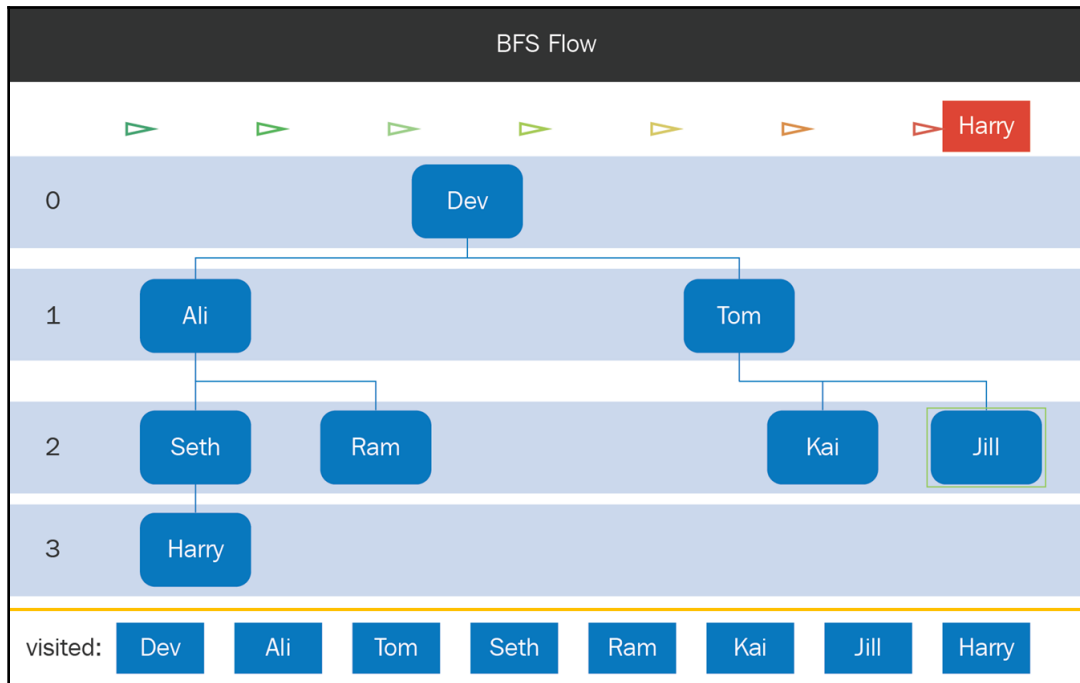 BFS Flow
Harry
0
Dev
1
Ali
Tom
2
Seth
Ram
Kai
Jill
3
Harry
visited:
Dev
Ali
Tom
Seth
Ram
Kai
Jill
Harry